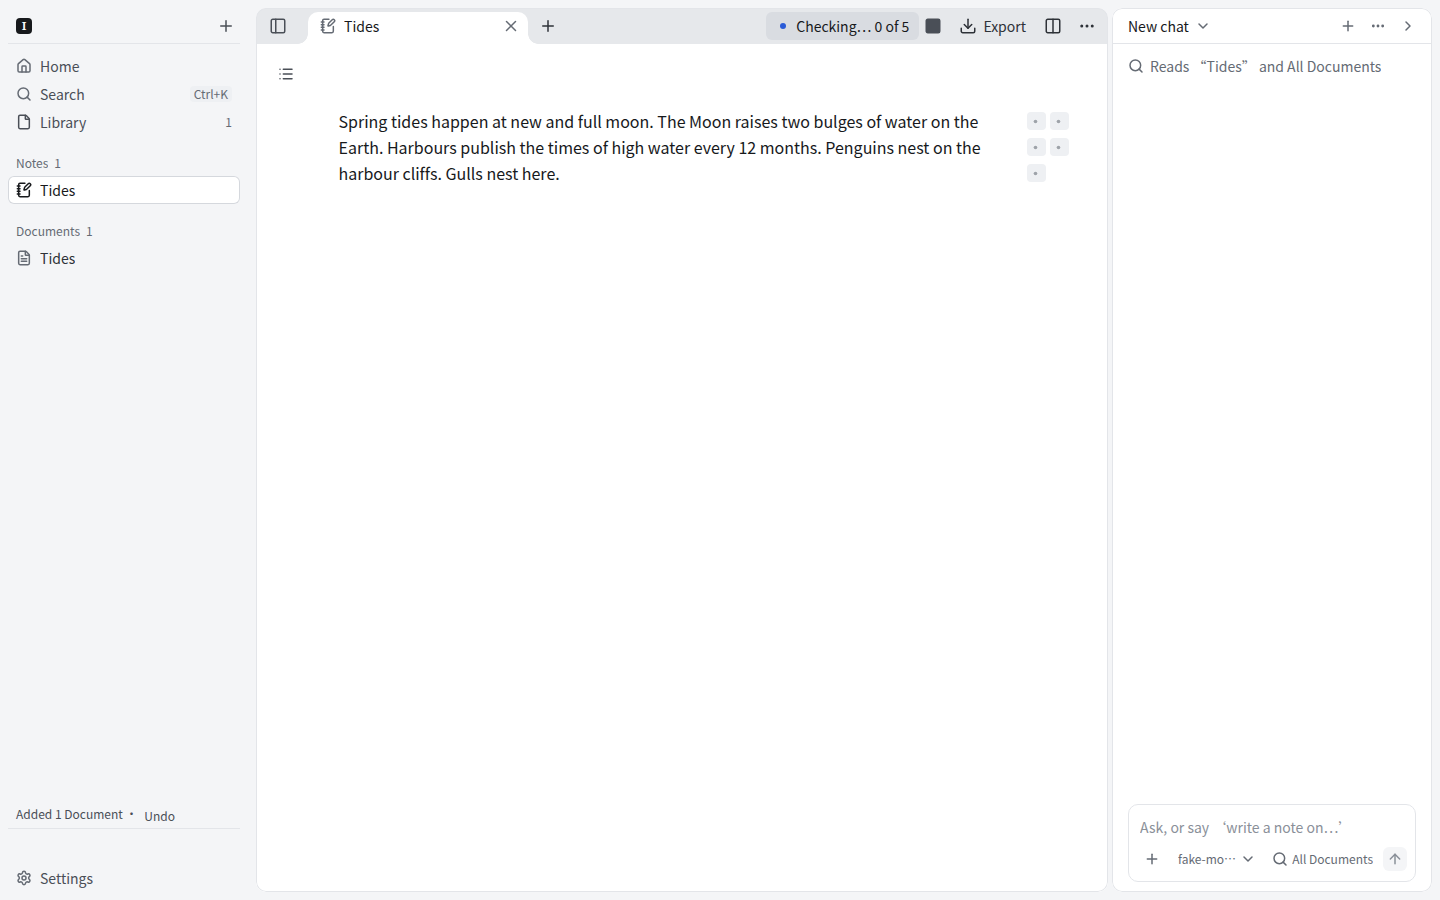 I
Home
Search Ctrl+K
Library 1
Notes 1
Tides
Documents 1
Tides
Added 1 Document • Undo
Settings
Tides
Checking… 0 of 5
Export
Spring tides happen at new and full moon. The Moon raises two bulges of water on the
Earth. Harbours publish the times of high water every 12 months. Penguins nest on the
harbour cliffs. Gulls nest here.
New chat
Reads “Tides” and All Documents
Ask, or say ‘write a note on…’
fake-mo… All Documents